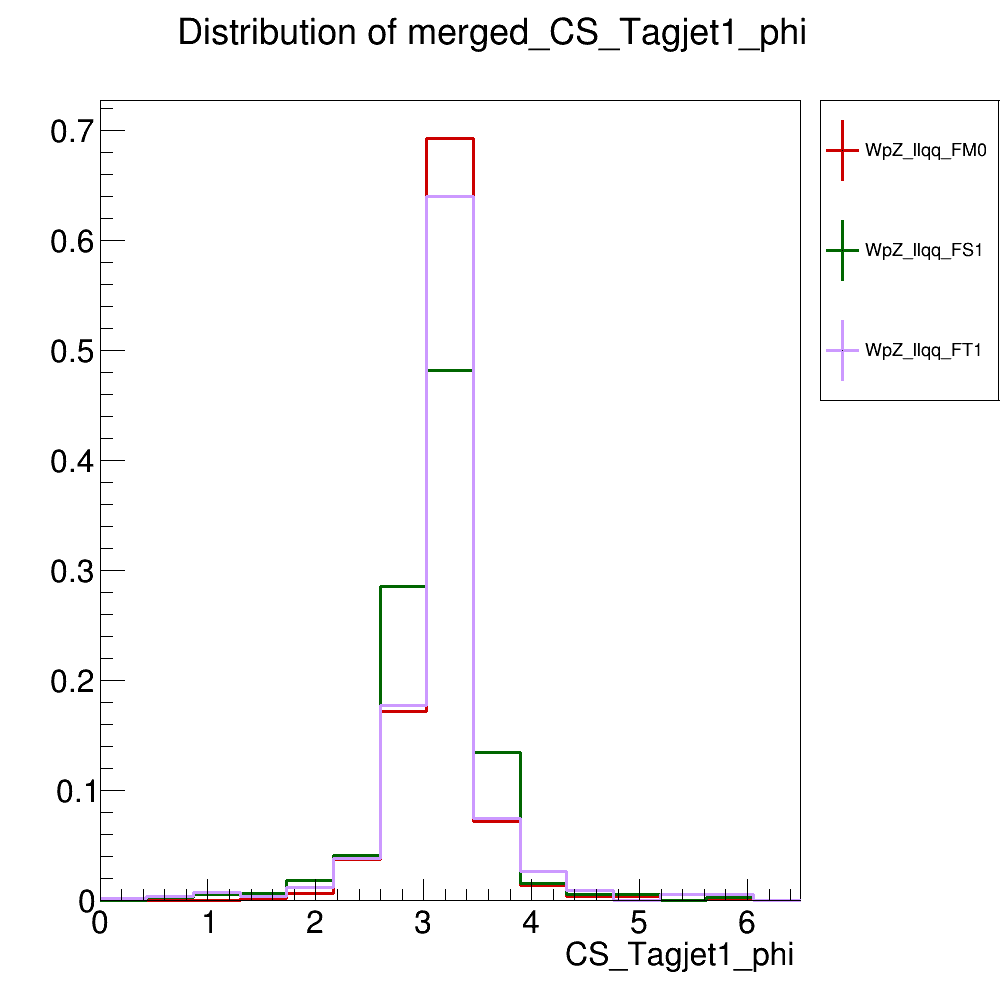 Distribution of merged_CS_Tagjet1_phi
0.7
0.6
0.5
0.4
0.3
0.2
0.1
0
0 1 2 3 4 5 6
CS_Tagjet1_phi
WpZ_llqq_FM0
WpZ_llqq_FS1
WpZ_llqq_FT1